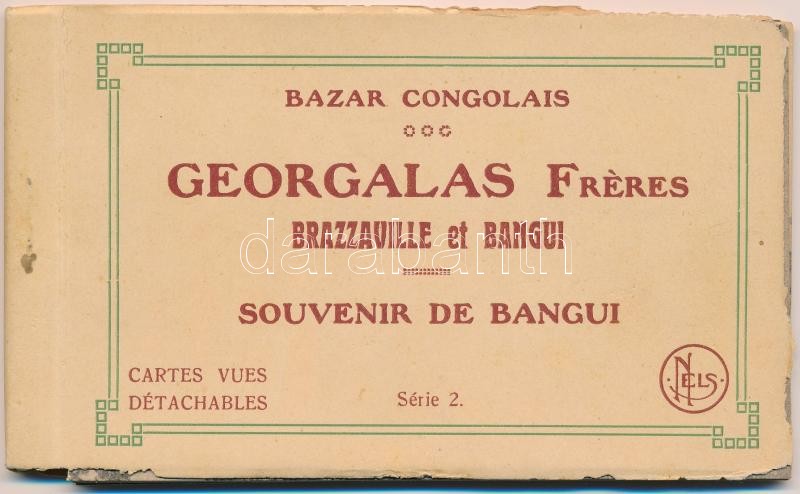 BAZAR CONGOLAIS
GEORGALAS FRÈRES
BRAZZAVILLE et BANGUI
darabanth
SOUVENIR DE BANGUI
CARTES VUES
DÉTACHABLES
Série 2.
NELS